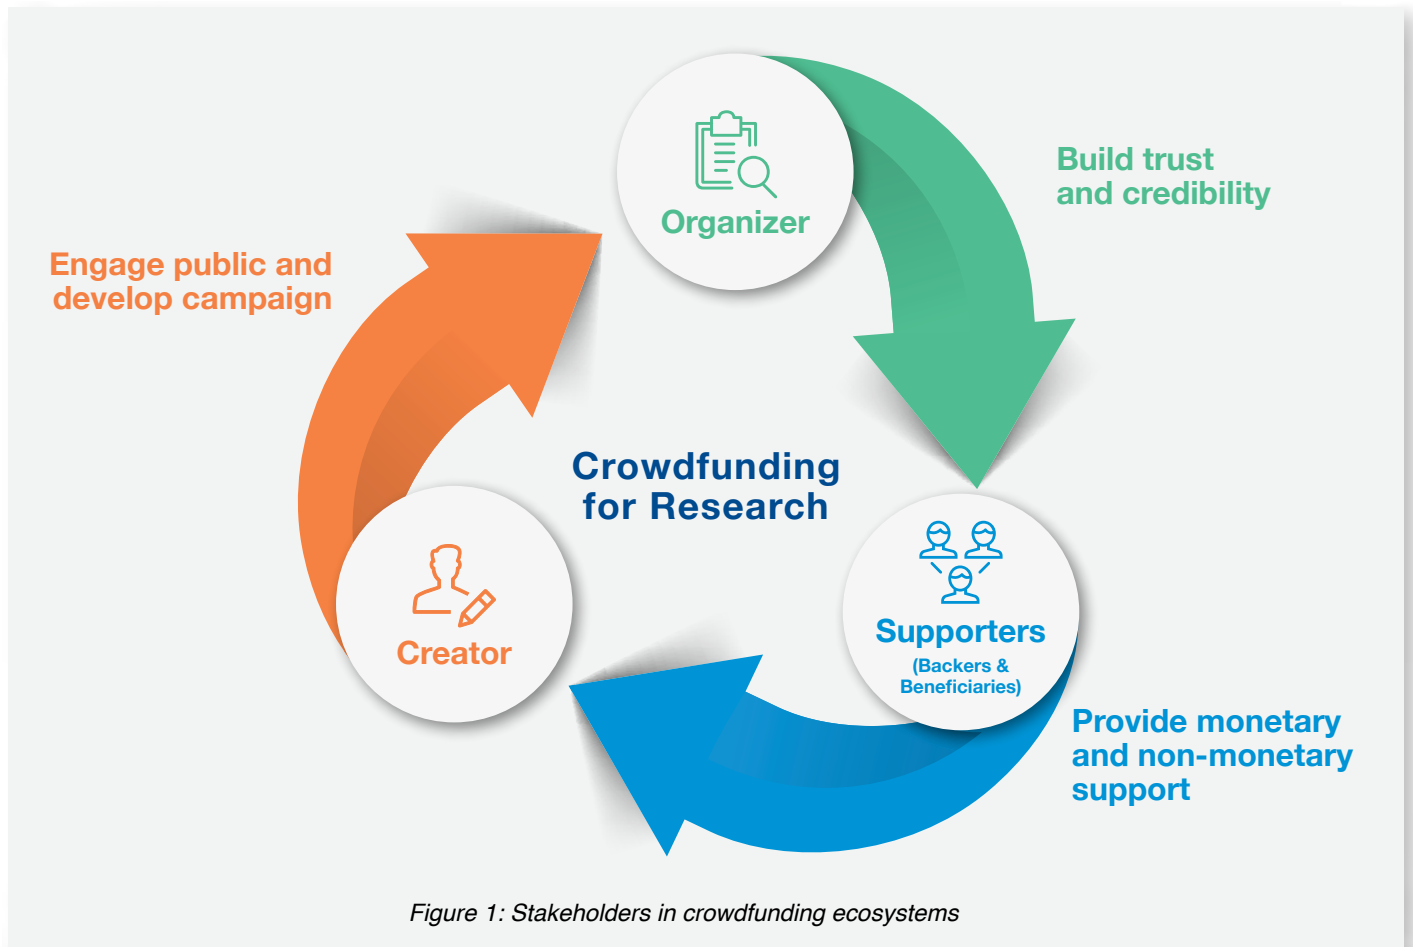 Organizer
Build trust
and credibility
Engage public and
develop campaign
Crowdfunding
for Research
Creator
Supporters
(Backers &
Beneficiaries)
Provide monetary
and non-monetary
support
Figure 1: Stakeholders in crowdfunding ecosystems